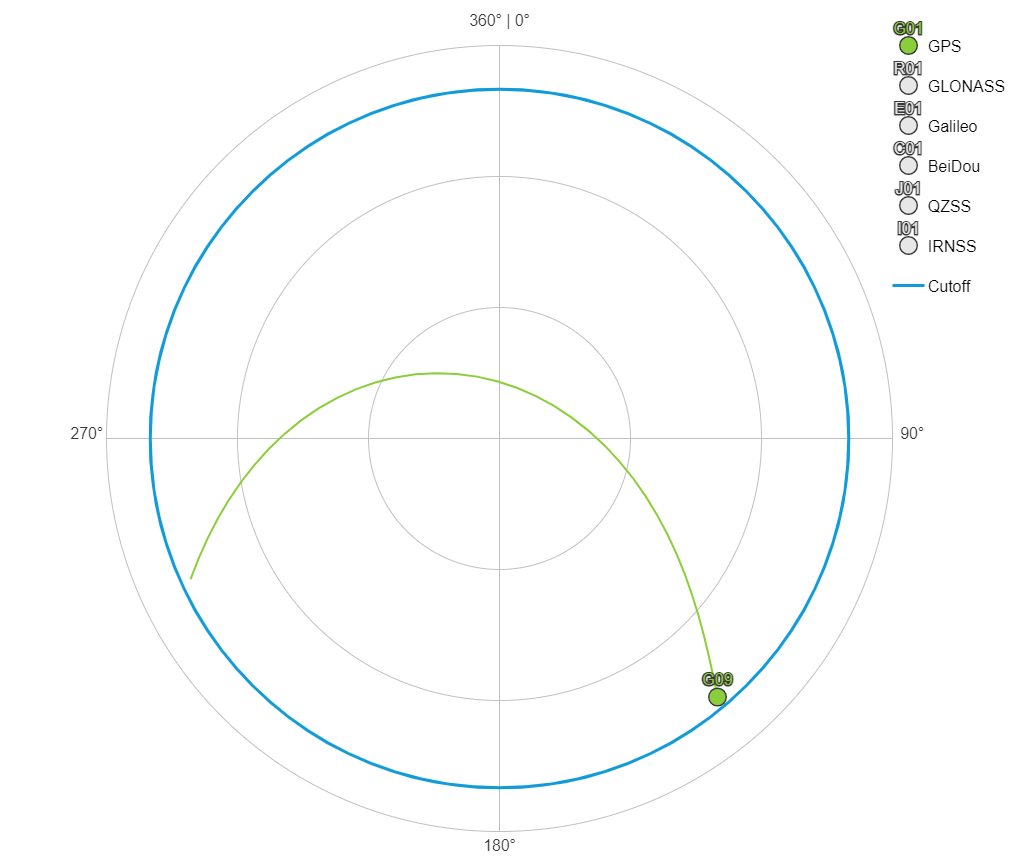 360° | 0°
G01
GPS
R01
GLONASS
E01
Galileo
C01
BeiDou
J01
QZSS
I01
IRNSS
Cutoff
270°
90°
G09
180°